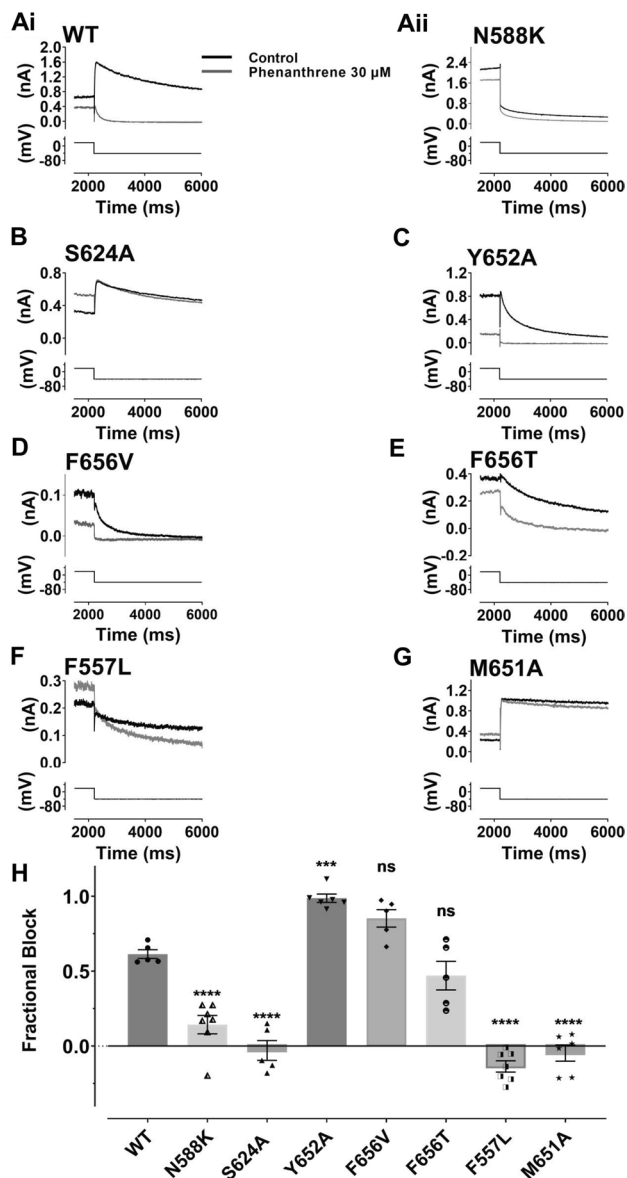 Ai
WT
Control
Phenanthrene 30 µM
(nA)
2.0
1.6
1.2
0.8
0.4
0.0
(mV)
0
-80
2000 4000 6000
Time (ms)
Aii
N588K
(nA)
2.4
1.6
0.8
0.0
(mV)
0
-80
2000 4000 6000
Time (ms)
B
S624A
(nA)
0.8
0.4
0.0
(mV)
0
-80
2000 4000 6000
Time (ms)
C
Y652A
(nA)
1.2
0.8
0.4
0.0
(mV)
0
-80
2000 4000 6000
Time (ms)
D
F656V
(nA)
0.1
0.0
(mV)
0
-80
2000 4000 6000
Time (ms)
E
F656T
(nA)
0.4
0.2
0.0
-0.2
(mV)
0
-80
2000 4000 6000
Time (ms)
F
F557L
(nA)
0.3
0.2
0.1
0.0
(mV)
0
-80
2000 4000 6000
Time (ms)
G
M651A
(nA)
1.2
0.8
0.4
0.0
(mV)
0
-80
2000 4000 6000
Time (ms)
H
Fractional Block
1.0
0.5
0.0
**** **** *** ns ns **** ****
WT N588K S624A Y652A F656V F656T F557L M651A